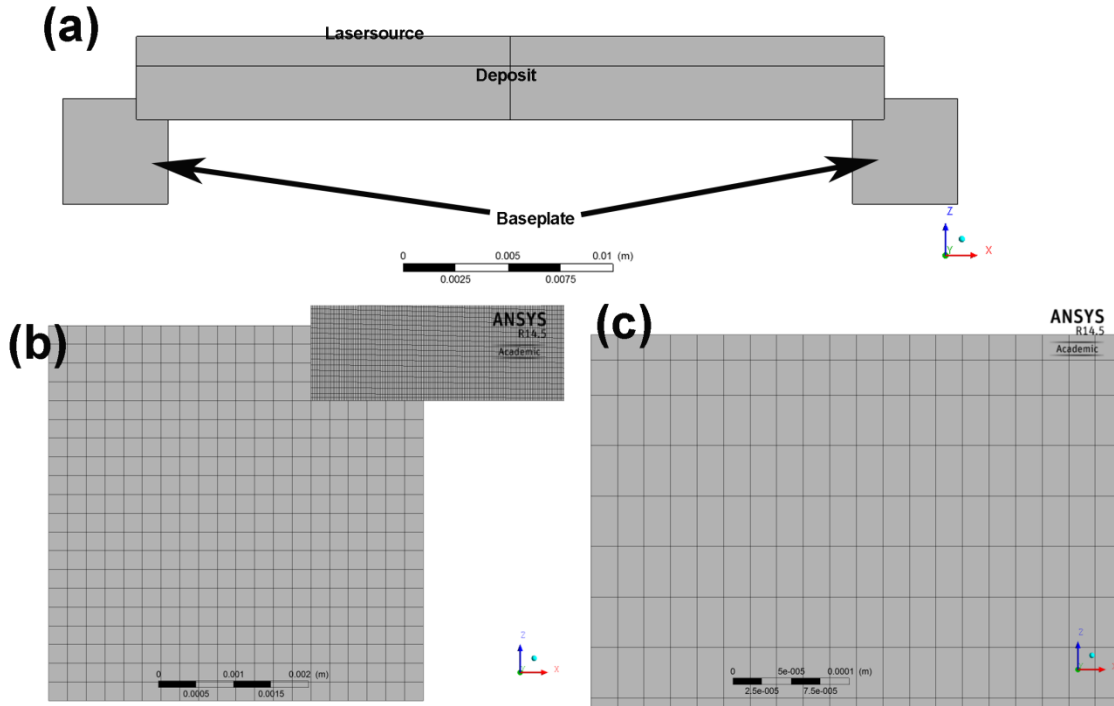 (a)
Lasersource
Deposit
Baseplate
Z
Y
X
0 0.005 0.01 (m)
0.0025 0.0075
(b)
ANSYS
R14.5
Academic
0 0.001 0.002 (m)
0.0005 0.0015
Z
X
(c)
ANSYS
R14.5
Academic
0 5e-005 0.0001 (m)
2.5e-005 7.5e-005
Z